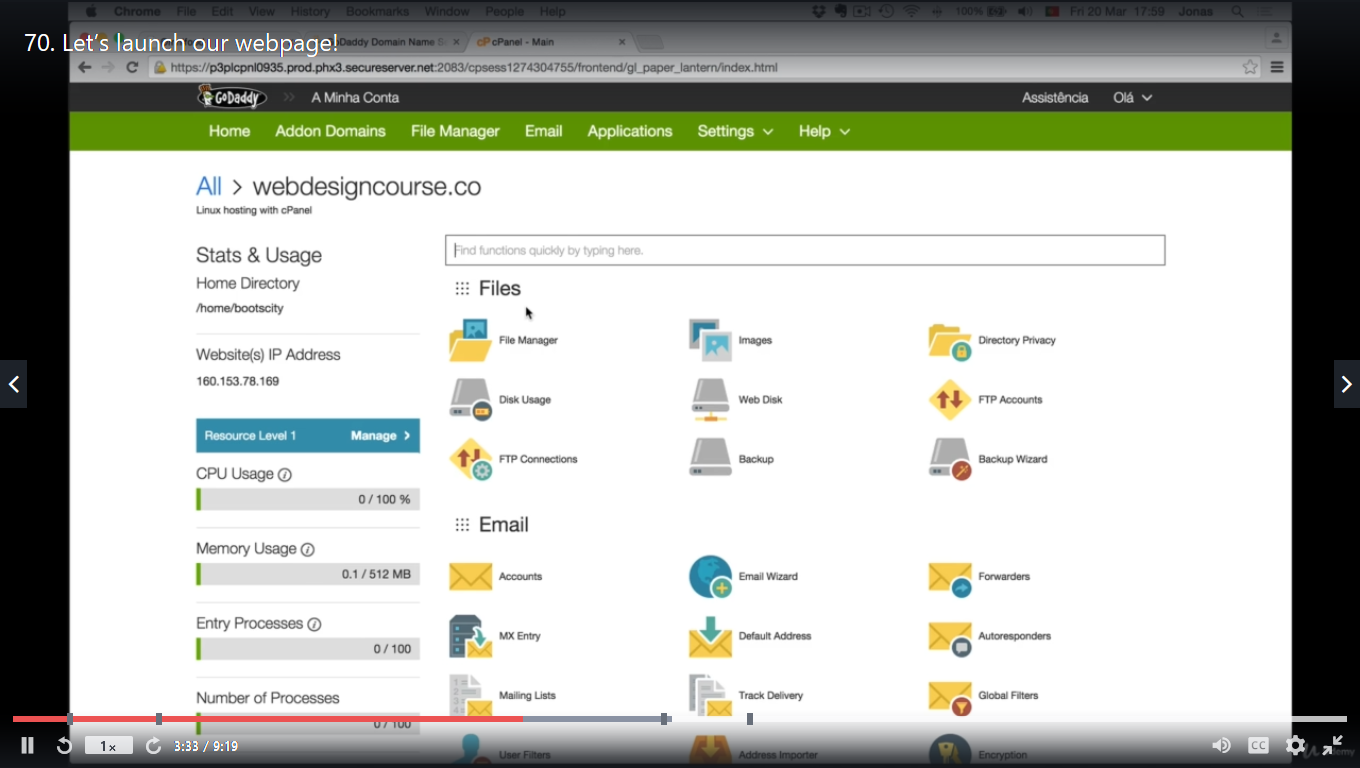 Chrome File Edit View History Bookmarks Window People Help 100% Fri 20 Mar 17:59 Jonas
70. Let's launch our webpage!
Daddy Domain Name S × cP cPanel - Main ×
https://p3plcpnl0935.prod.phx3.secureserver.net:2083/cpsess1274304755/frontend/gl_paper_lantern/index.html
GoDaddy A Minha Conta Assistência Olá
Home Addon Domains File Manager Email Applications Settings Help
All > webdesigncourse.co
Linux hosting with cPanel
Stats & Usage
Home Directory
/home/bootscity
Website(s) IP Address
160.153.78.169
Resource Level 1 Manage >
CPU Usage
0 / 100 %
Memory Usage
0.1 / 512 MB
Entry Processes
0 / 100
Number of Processes
0 / 100
Find functions quickly by typing here.
Files
File Manager Images Directory Privacy
Disk Usage Web Disk FTP Accounts
FTP Connections Backup Backup Wizard
Email
Accounts Email Wizard Forwarders
MX Entry Default Address Autoresponders
Mailing Lists Track Delivery Global Filters
User Filters Address Importer Encryption
1x 3:33 / 9:19 CC